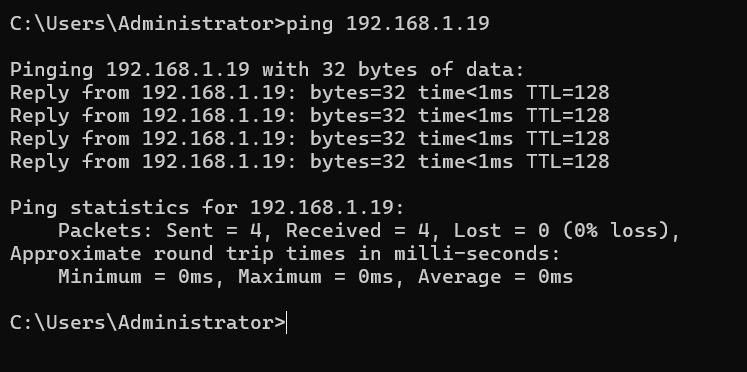 C:\Users\Administrator>ping 192.168.1.19
Pinging 192.168.1.19 with 32 bytes of data:
Reply from 192.168.1.19: bytes=32 time<1ms TTL=128
Reply from 192.168.1.19: bytes=32 time<1ms TTL=128
Reply from 192.168.1.19: bytes=32 time<1ms TTL=128
Reply from 192.168.1.19: bytes=32 time<1ms TTL=128
Ping statistics for 192.168.1.19:
    Packets: Sent = 4, Received = 4, Lost = 0 (0% loss),
Approximate round trip times in milli-seconds:
    Minimum = 0ms, Maximum = 0ms, Average = 0ms
C:\Users\Administrator>